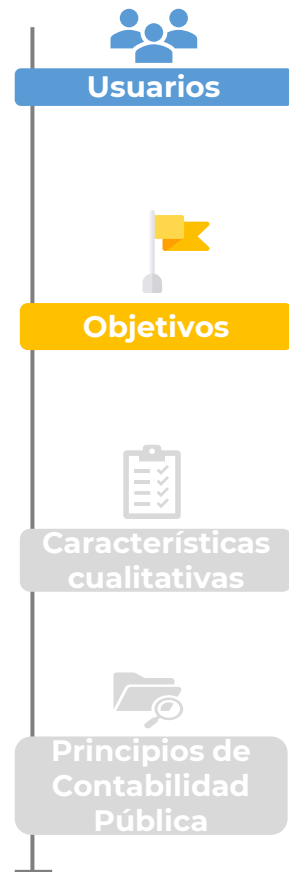 Usuarios
Objetivos
Características
cualitativas
Principios de
Contabilidad
Pública